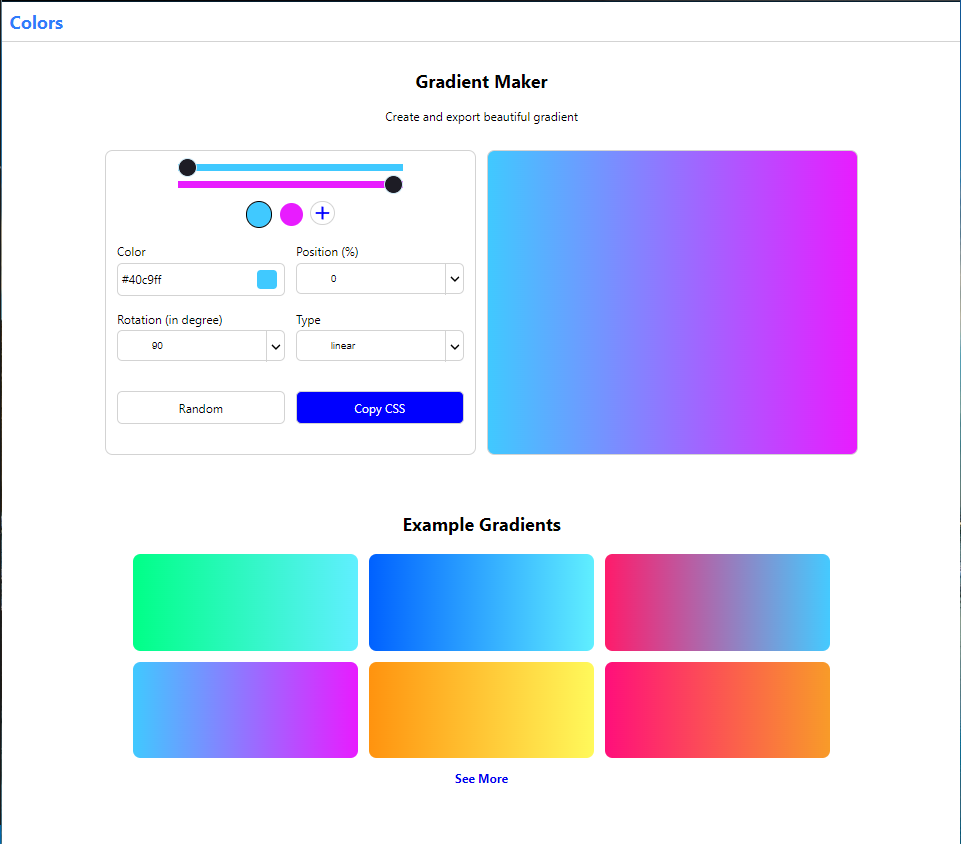 Colors
Gradient Maker
Create and export beautiful gradient
Color
Position (%)
#40c9ff
0
Rotation (in degree)
Type
90
linear
Random
Copy CSS
Example Gradients
See More